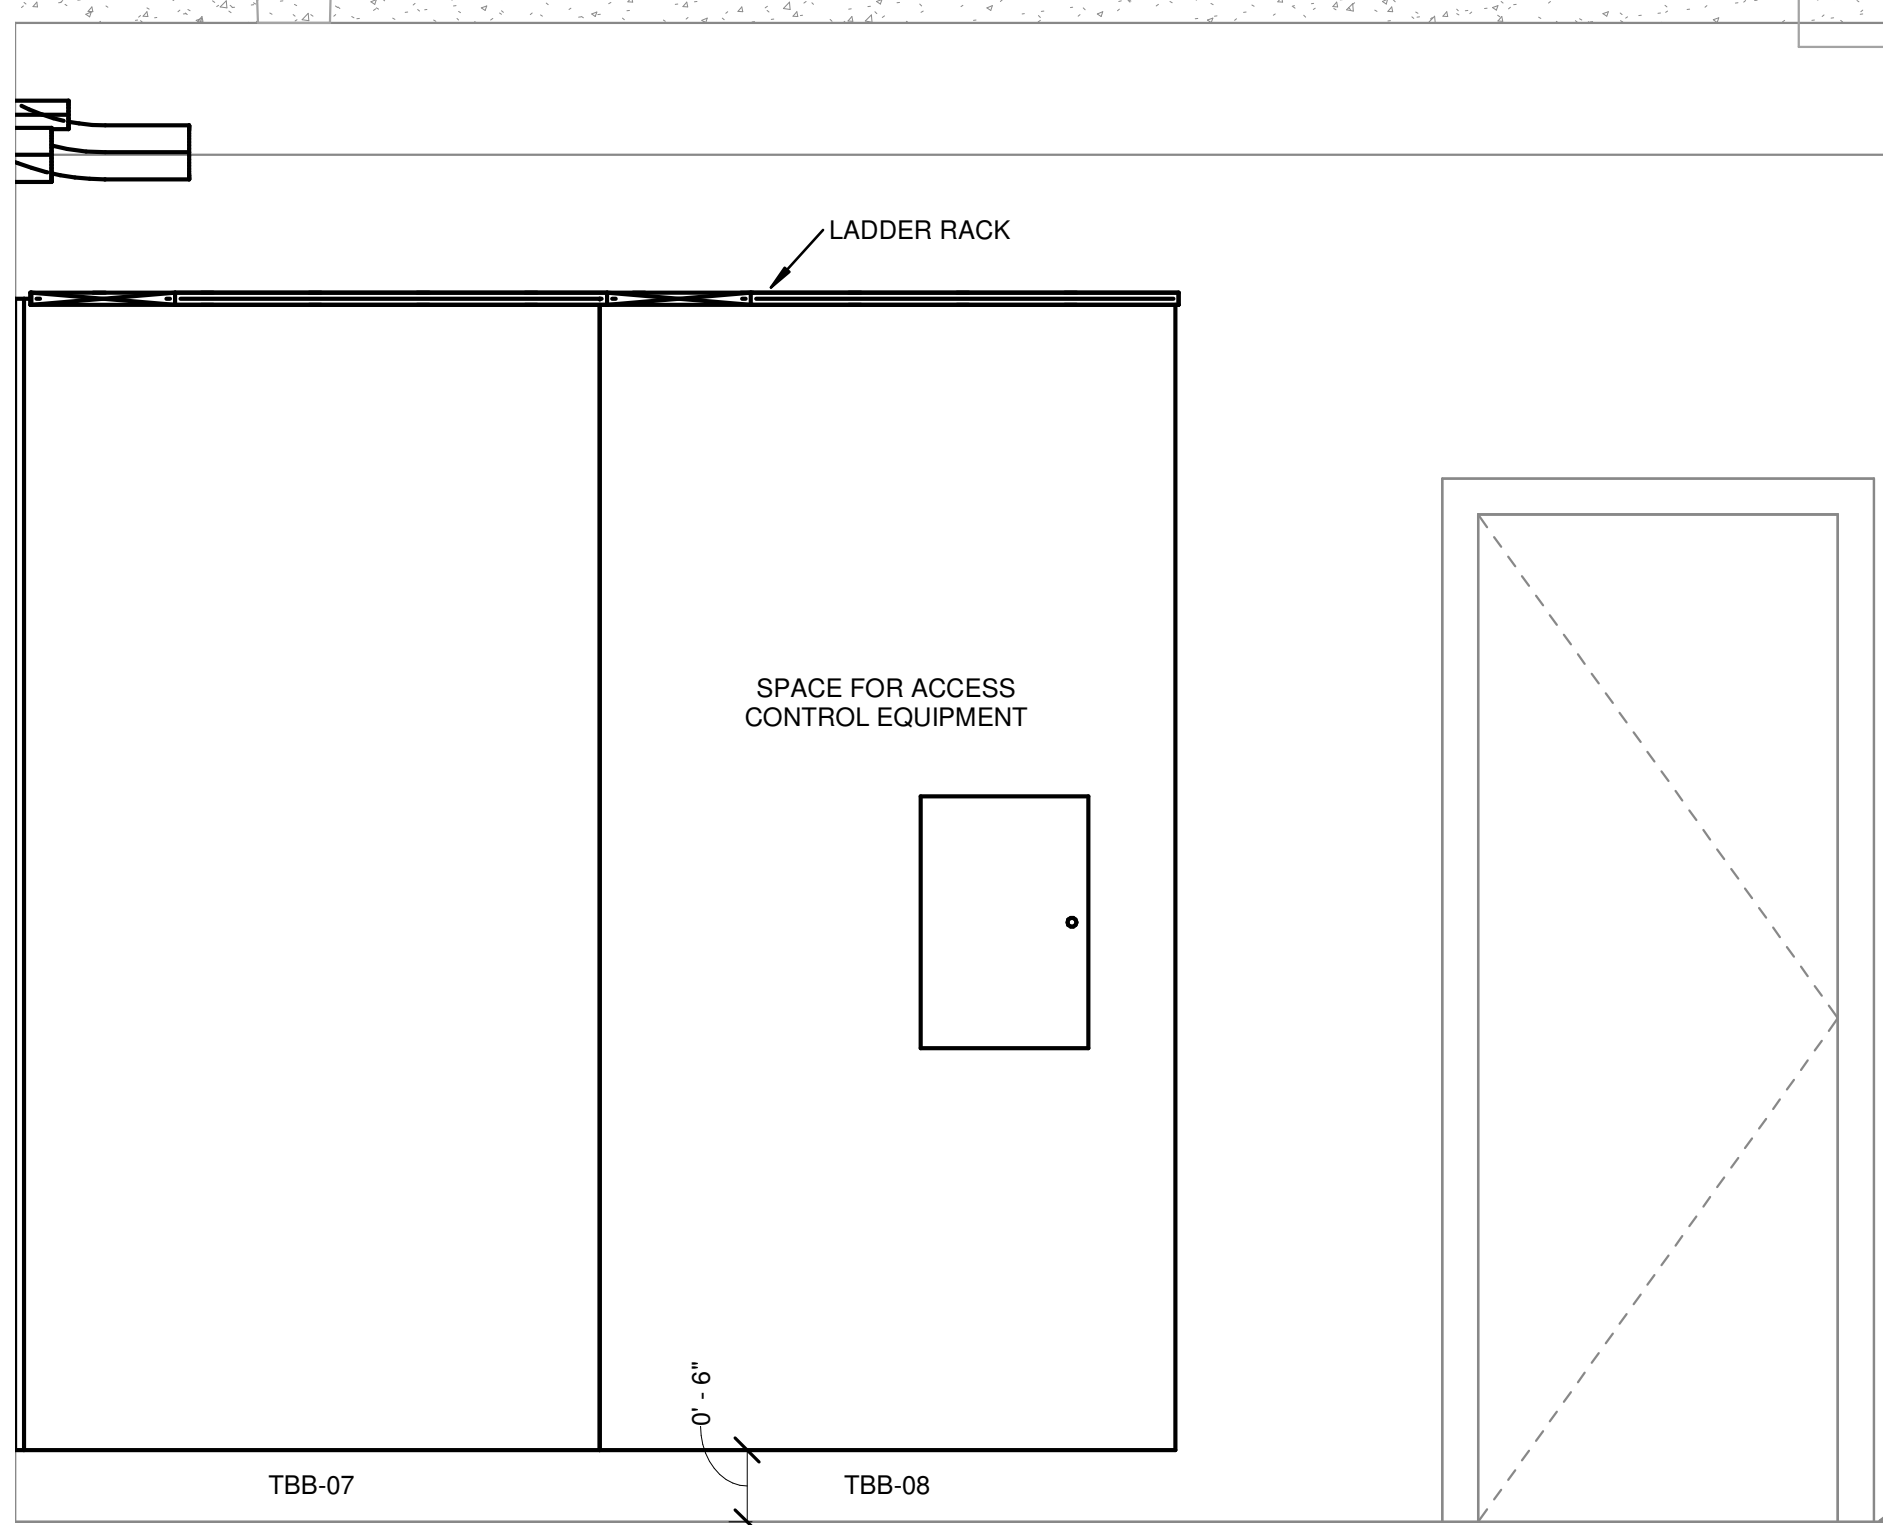 LADDER RACK
SPACE FOR ACCESS
CONTROL EQUIPMENT
0' - 6"
TBB-07
TBB-08